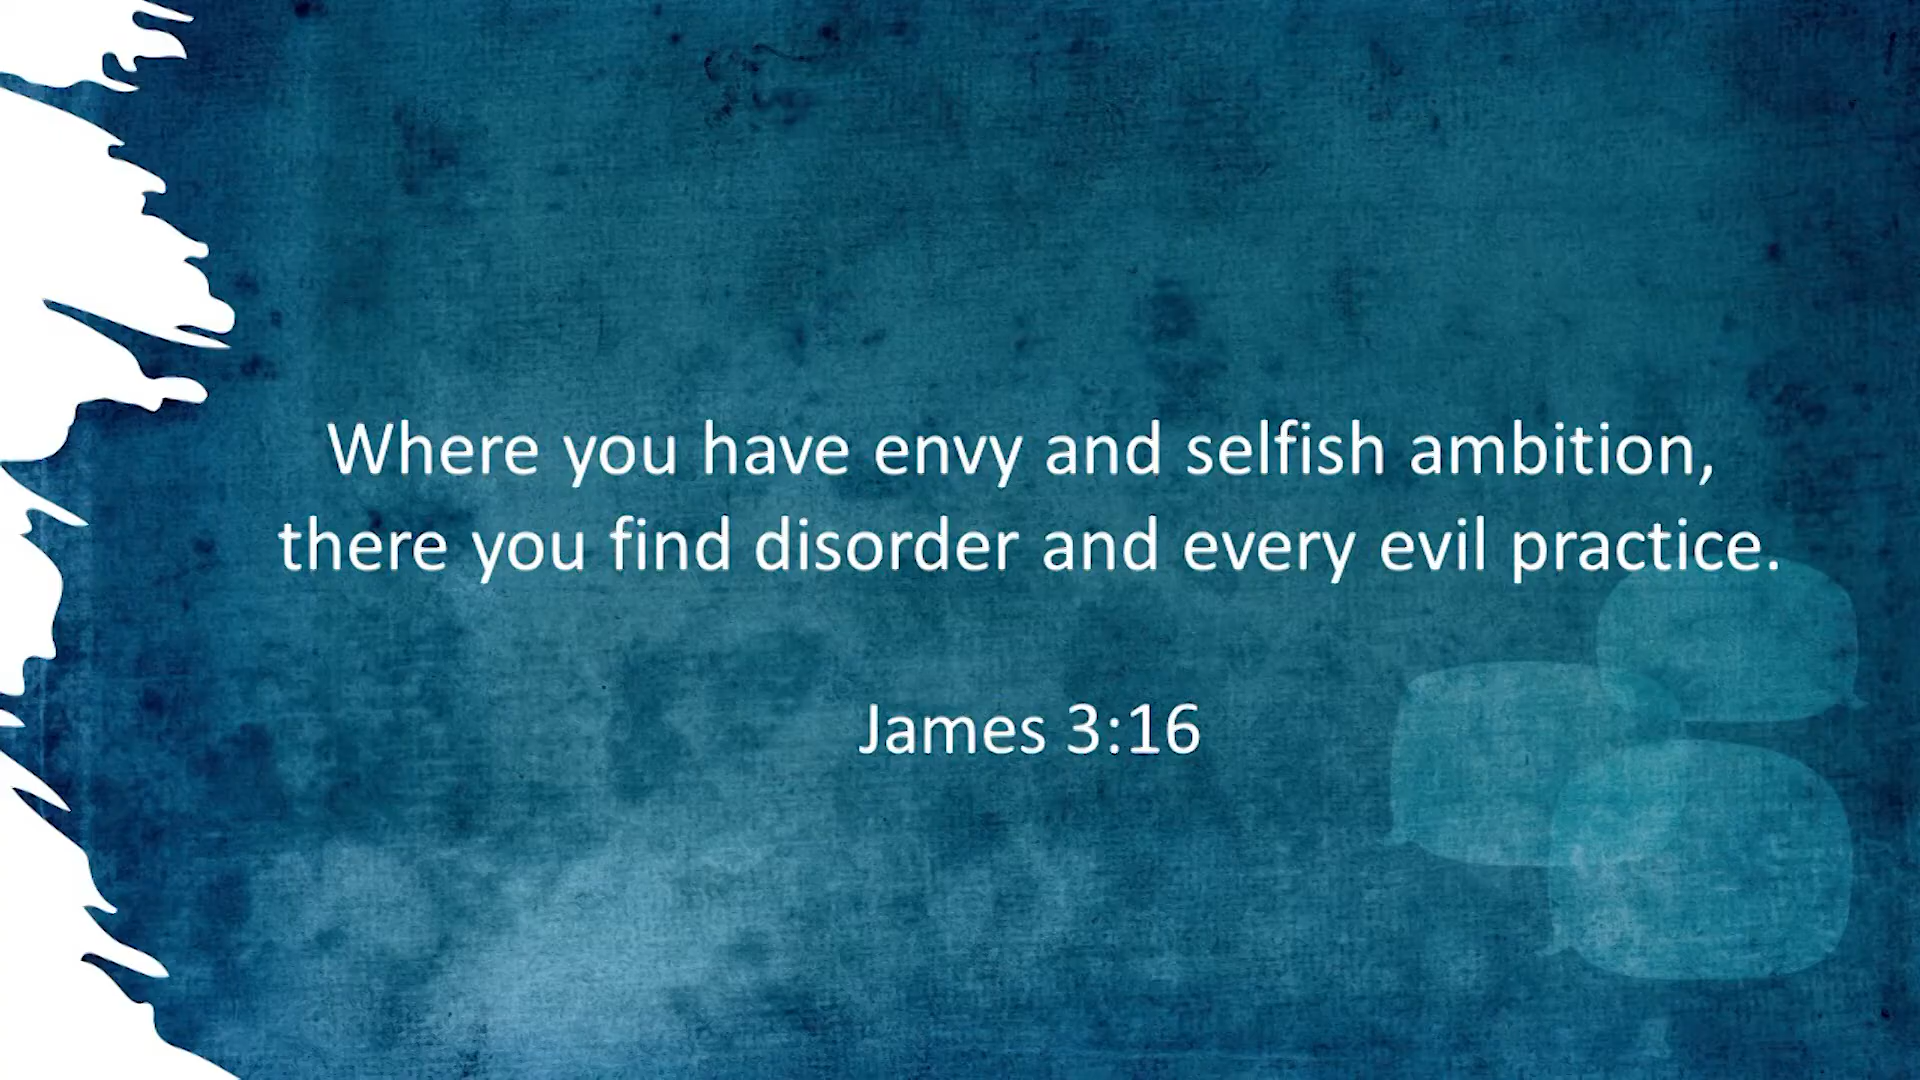 Where you have envy and selfish ambition,
there you find disorder and every evil practice.
James 3:16